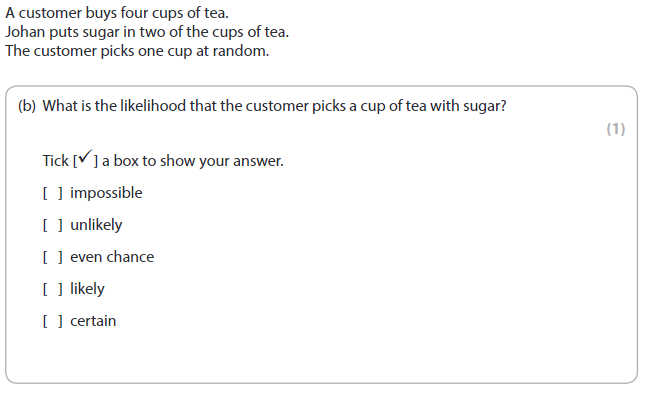 A customer buys four cups of tea.
Johan puts sugar in two of the cups of tea.
The customer picks one cup at random.
(b) What is the likelihood that the customer picks a cup of tea with sugar?
(1)
Tick [✓] a box to show your answer.
[ ] impossible
[ ] unlikely
[ ] even chance
[ ] likely
[ ] certain